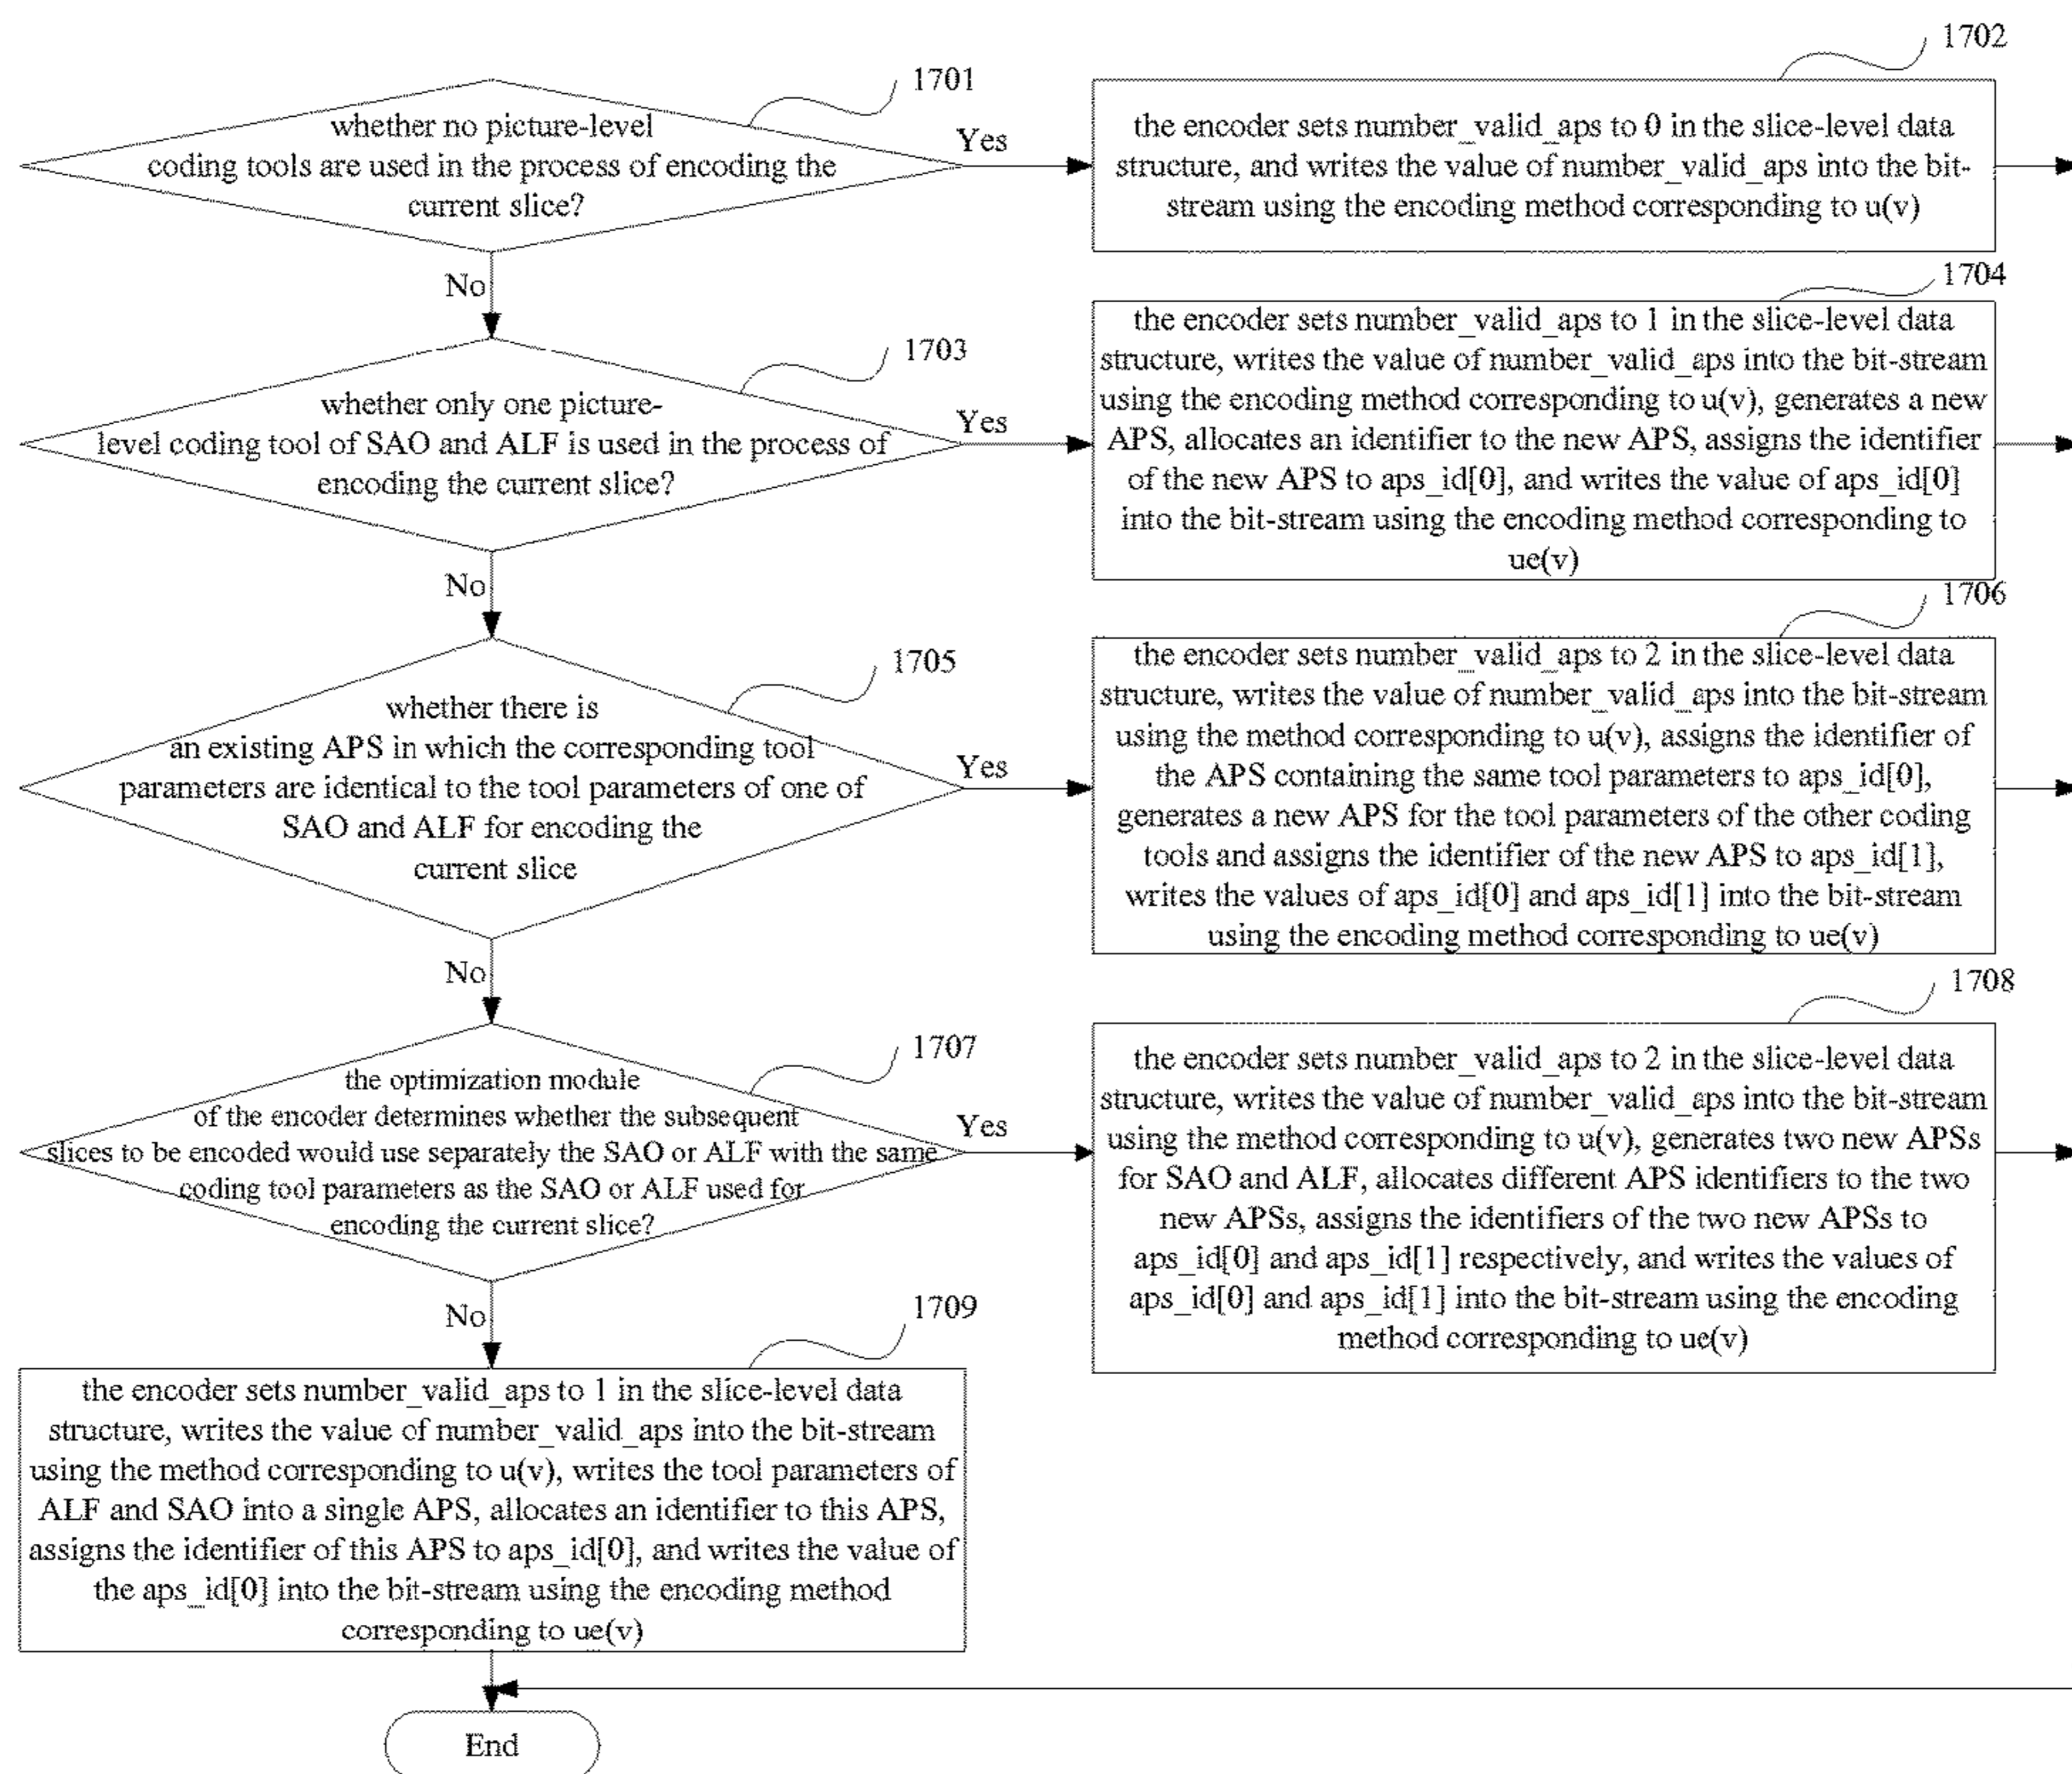 1701
whether no picture-level
coding tools are used in the process of encoding the
current slice?
Yes
1702
the encoder sets number_valid_aps to 0 in the slice-level data
structure, and writes the value of number_valid_aps into the bit-
stream using the encoding method corresponding to u(v)
No
1703
whether only one picture-
level coding tool of SAO and ALF is used in the process of
encoding the current slice?
Yes
1704
the encoder sets number_valid_aps to 1 in the slice-level data
structure, writes the value of number_valid_aps into the bit-stream
using the encoding method corresponding to u(v), generates a new
APS, allocates an identifier to the new APS, assigns the identifier
of the new APS to aps_id[0], and writes the value of aps_id[0]
into the bit-stream using the encoding method corresponding to
ue(v)
No
1705
whether there is
an existing APS in which the corresponding tool
parameters are identical to the tool parameters of one of
SAO and ALF for encoding the
current slice
Yes
1706
the encoder sets number_valid_aps to 2 in the slice-level data
structure, writes the value of number_valid_aps into the bit-stream
using the method corresponding to u(v), assigns the identifier of
the APS containing the same tool parameters to aps_id[0],
generates a new APS for the tool parameters of the other coding
tools and assigns the identifier of the new APS to aps_id[1],
writes the values of aps_id[0] and aps_id[1] into the bit-stream
using the encoding method corresponding to ue(v)
No
1707
the optimization module
of the encoder determines whether the subsequent
slices to be encoded would use separately the SAO or ALF with the same
coding tool parameters as the SAO or ALF used for
encoding the current slice?
Yes
1708
the encoder sets number_valid_aps to 2 in the slice-level data
structure, writes the value of number_valid_aps into the bit-stream
using the method corresponding to u(v), generates two new APSs
for SAO and ALF, allocates different APS identifiers to the two
new APSs, assigns the identifiers of the two new APSs to
aps_id[0] and aps_id[1] respectively, and writes the values of
aps_id[0] and aps_id[1] into the bit-stream using the encoding
method corresponding to ue(v)
No
1709
the encoder sets number_valid_aps to 1 in the slice-level data
structure, writes the value of number_valid_aps into the bit-stream
using the method corresponding to u(v), writes the tool parameters of
ALF and SAO into a single APS, allocates an identifier to this APS,
assigns the identifier of this APS to aps_id[0], and writes the value of
the aps_id[0] into the bit-stream using the encoding method
corresponding to ue(v)
End